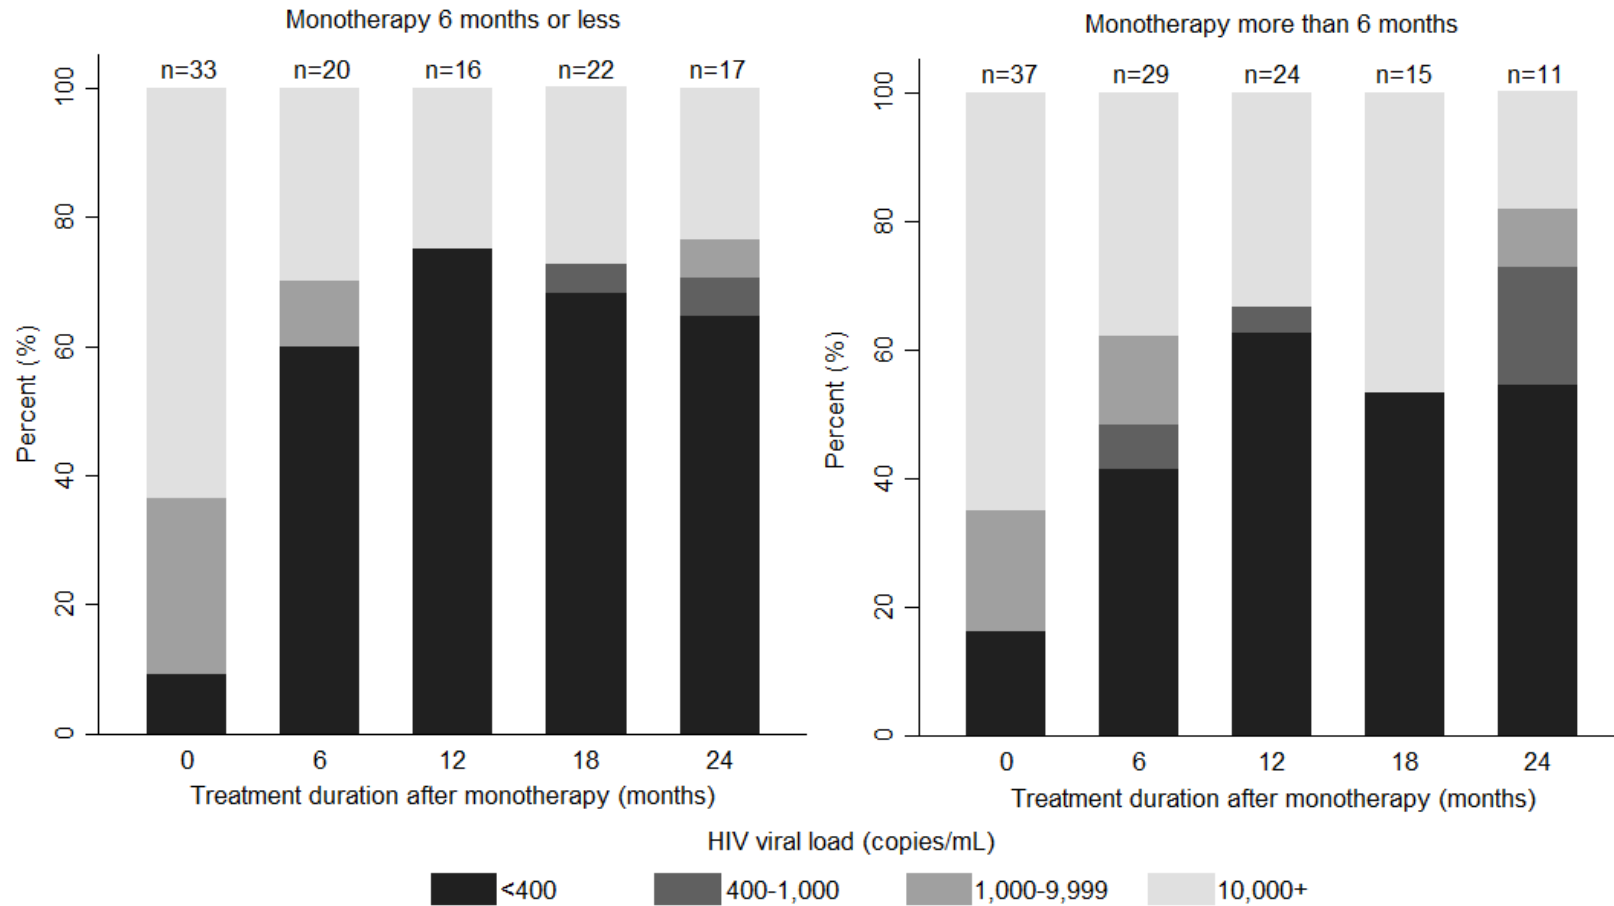 Monotherapy 6 months or less
n=33 n=20 n=16 n=22 n=17
100
80
60
40
20
0
Percent (%)
0 6 12 18 24
Treatment duration after monotherapy (months)
Monotherapy more than 6 months
n=37 n=29 n=24 n=15 n=11
100
80
60
40
20
0
Percent (%)
0 6 12 18 24
Treatment duration after monotherapy (months)
HIV viral load (copies/mL)
<400 400-1,000 1,000-9,999 10,000+